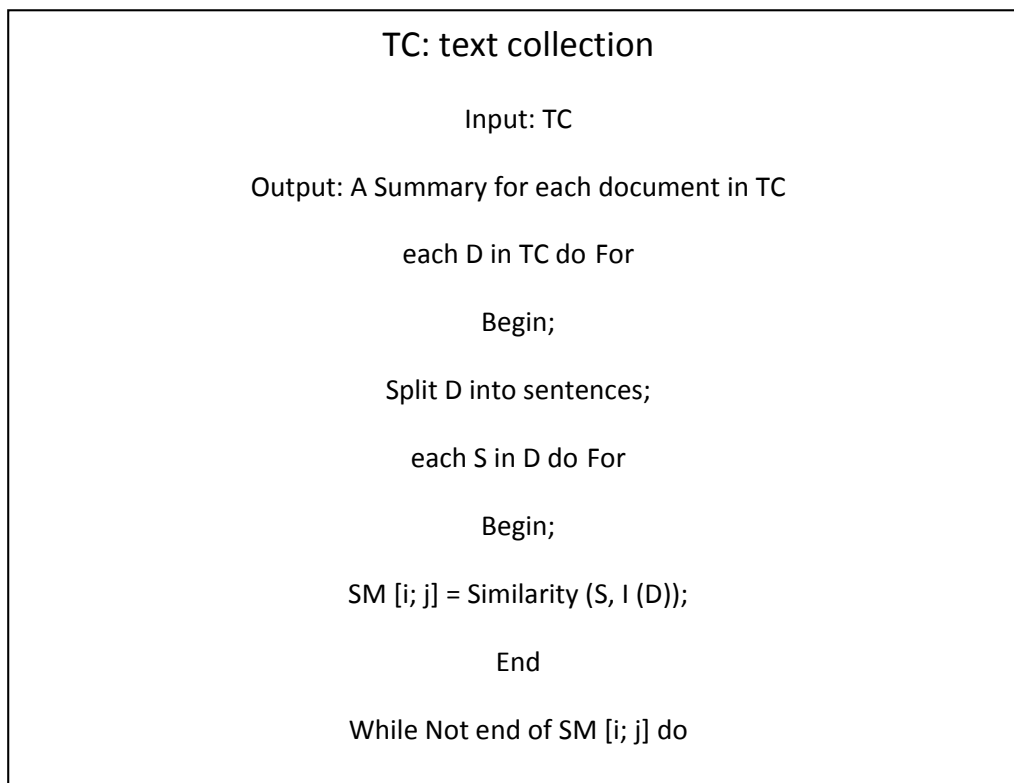 TC: text collection
Input: TC
Output: A Summary for each document in TC
each D in TC do For
Begin;
Split D into sentences;
each S in D do For
Begin;
SM [i; j] = Similarity (S, I (D));
End
While Not end of SM [i; j] do